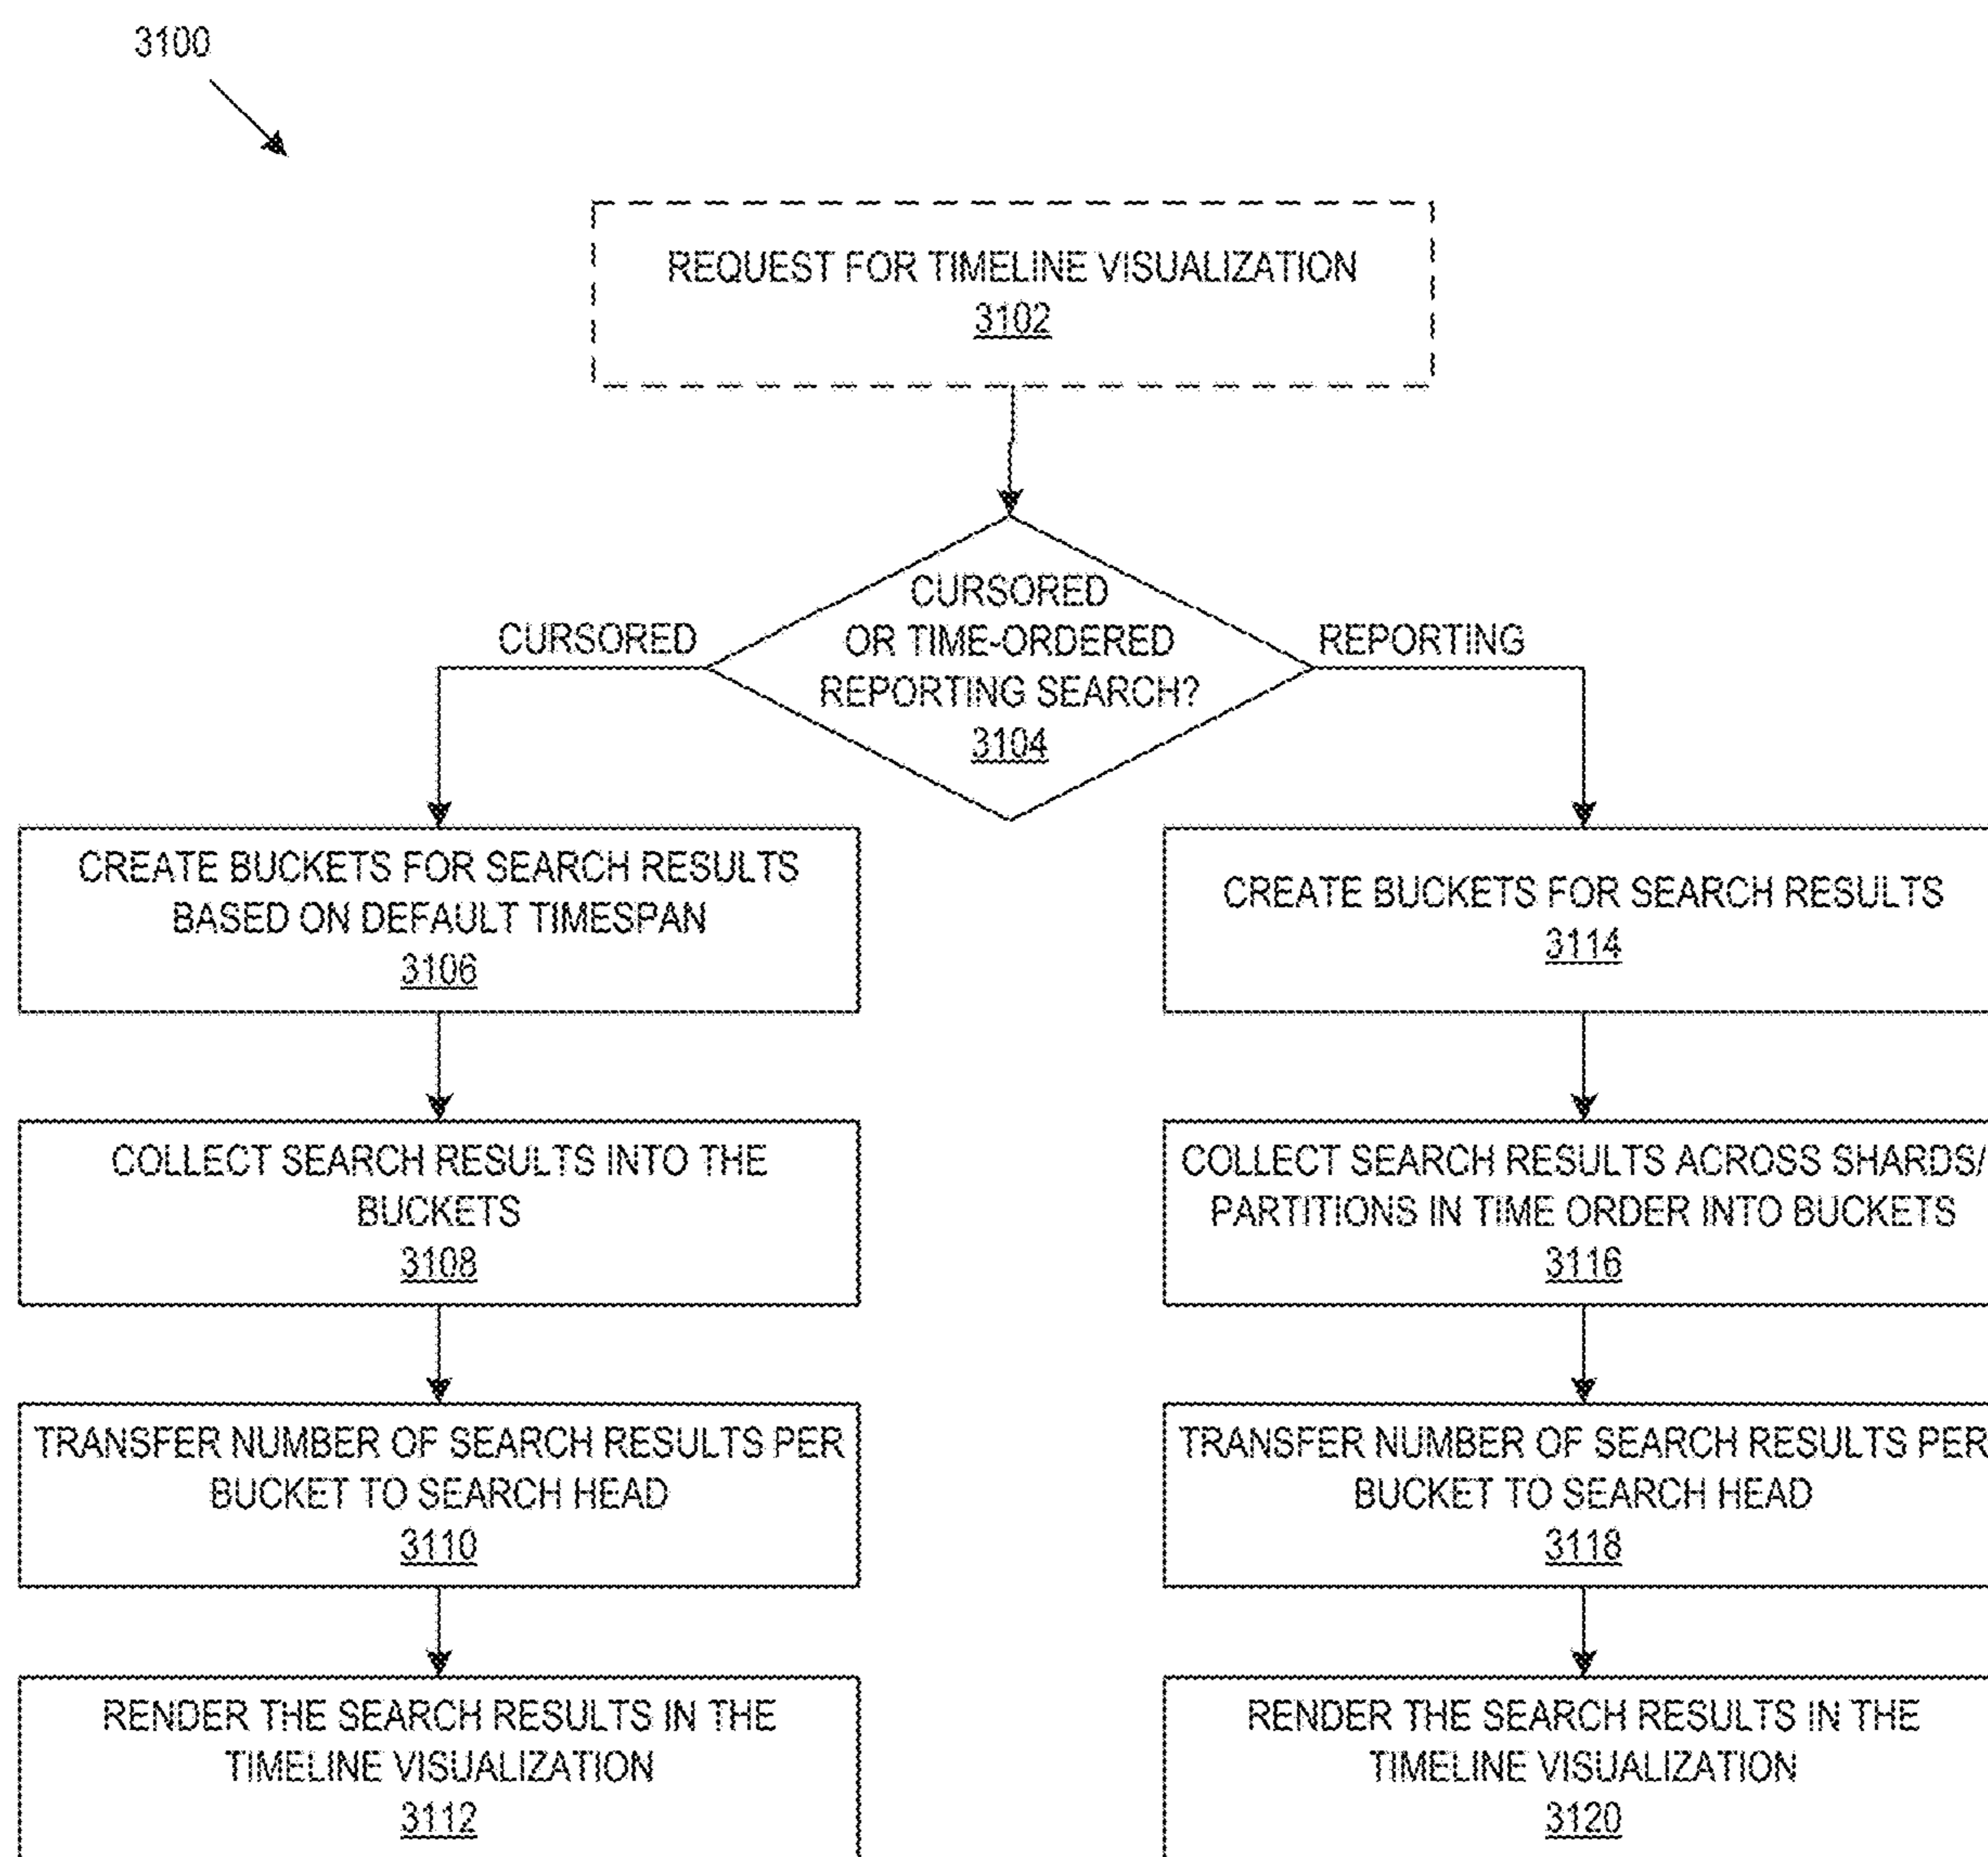 3100
REQUEST FOR TIMELINE VISUALIZATION
3102
CURSORED
OR TIME-ORDERED
REPORTING SEARCH?
3104
CURSORED
REPORTING
CREATE BUCKETS FOR SEARCH RESULTS
BASED ON DEFAULT TIMESPAN
3106
COLLECT SEARCH RESULTS INTO THE
BUCKETS
3108
TRANSFER NUMBER OF SEARCH RESULTS PER
BUCKET TO SEARCH HEAD
3110
RENDER THE SEARCH RESULTS IN THE
TIMELINE VISUALIZATION
3112
CREATE BUCKETS FOR SEARCH RESULTS
3114
COLLECT SEARCH RESULTS ACROSS SHARDS/
PARTITIONS IN TIME ORDER INTO BUCKETS
3116
TRANSFER NUMBER OF SEARCH RESULTS PER
BUCKET TO SEARCH HEAD
3118
RENDER THE SEARCH RESULTS IN THE
TIMELINE VISUALIZATION
3120